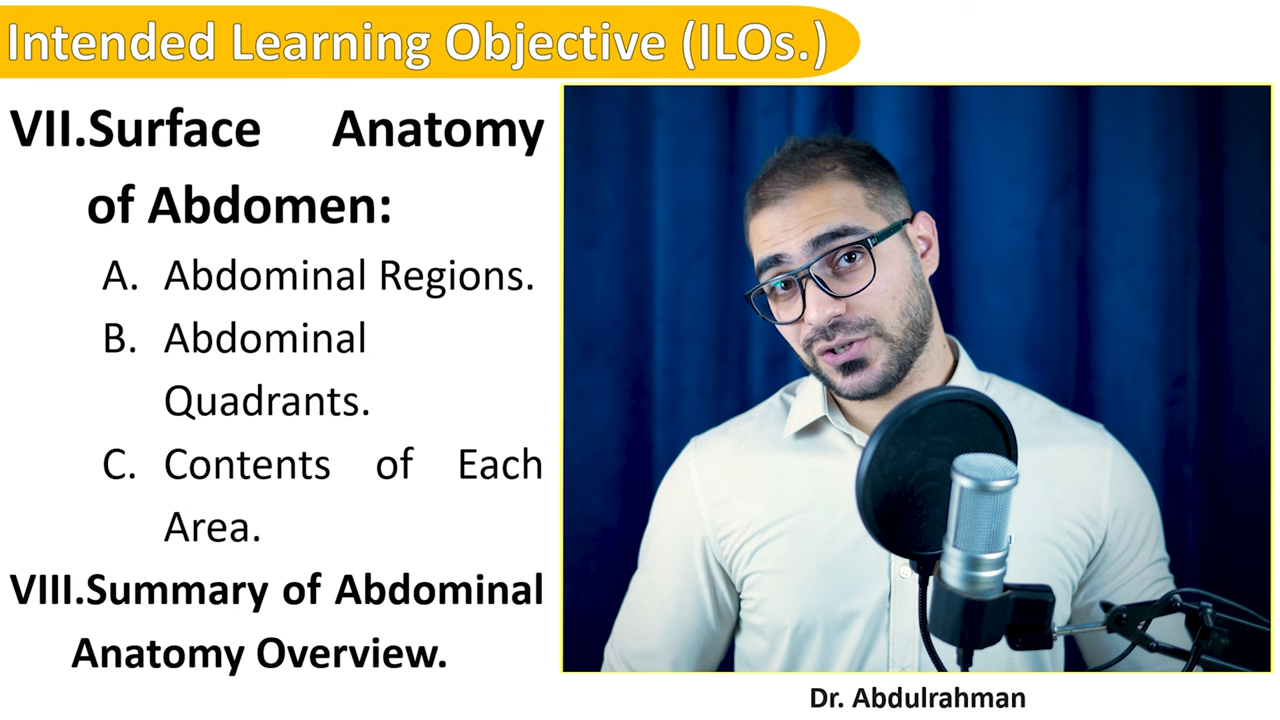 Intended Learning Objective (ILOs.)
VII.Surface Anatomy
of Abdomen:
A. Abdominal Regions.
B. Abdominal
Quadrants.
C. Contents of Each
Area.
VIII.Summary of Abdominal
Anatomy Overview.
Dr. Abdulrahman